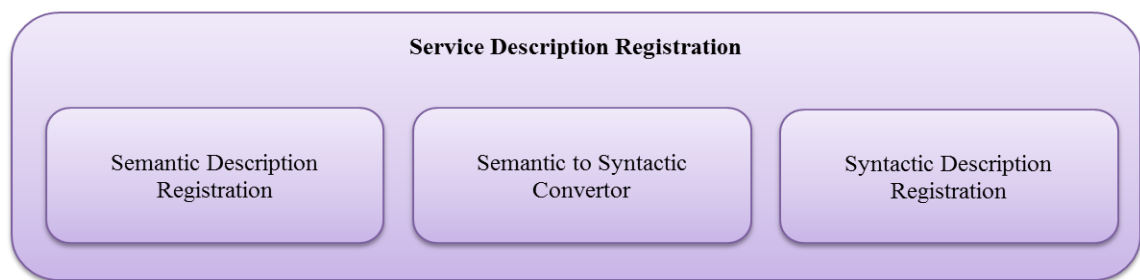 Service Description Registration
Semantic Description
Registration
Semantic to Syntactic
Convertor
Syntactic Description
Registration